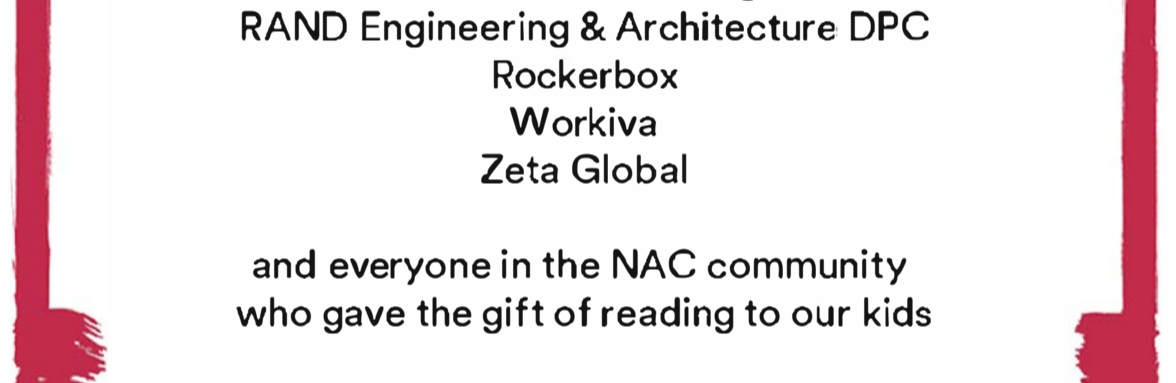 RAND Engineering & Architecture DPC
Rockerbox
Workiva
Zeta Global
and everyone in the NAC community
who gave the gift of reading to our kids